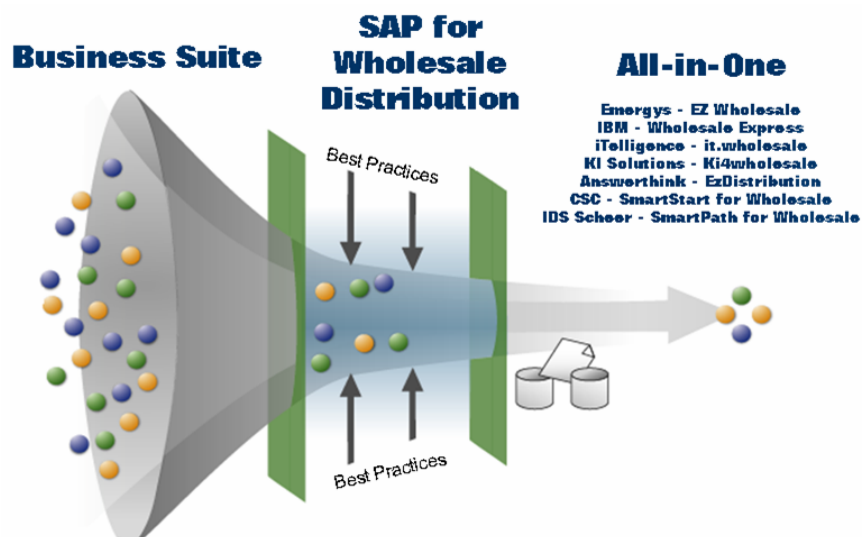 Business Suite
SAP for
Wholesale
Distribution
All-in-One
Emergys - EZ Wholesale
IBM - Wholesale Express
iTelligence - it.wholesale
KI Solutions - Ki4wholesale
Answerthink - EzDistribution
CSC - SmartStart for Wholesale
IDS Scheer - SmartPath for Wholesale
Best Practices
Best Practices